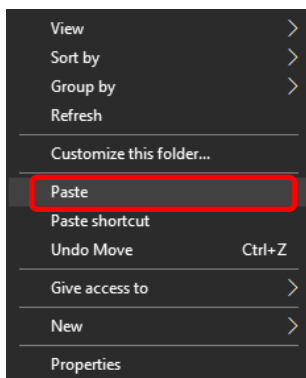 View
Sort by
Group by
Refresh
Customize this folder...
Paste
Paste shortcut
Undo Move Ctrl+Z
Give access to
New
Properties